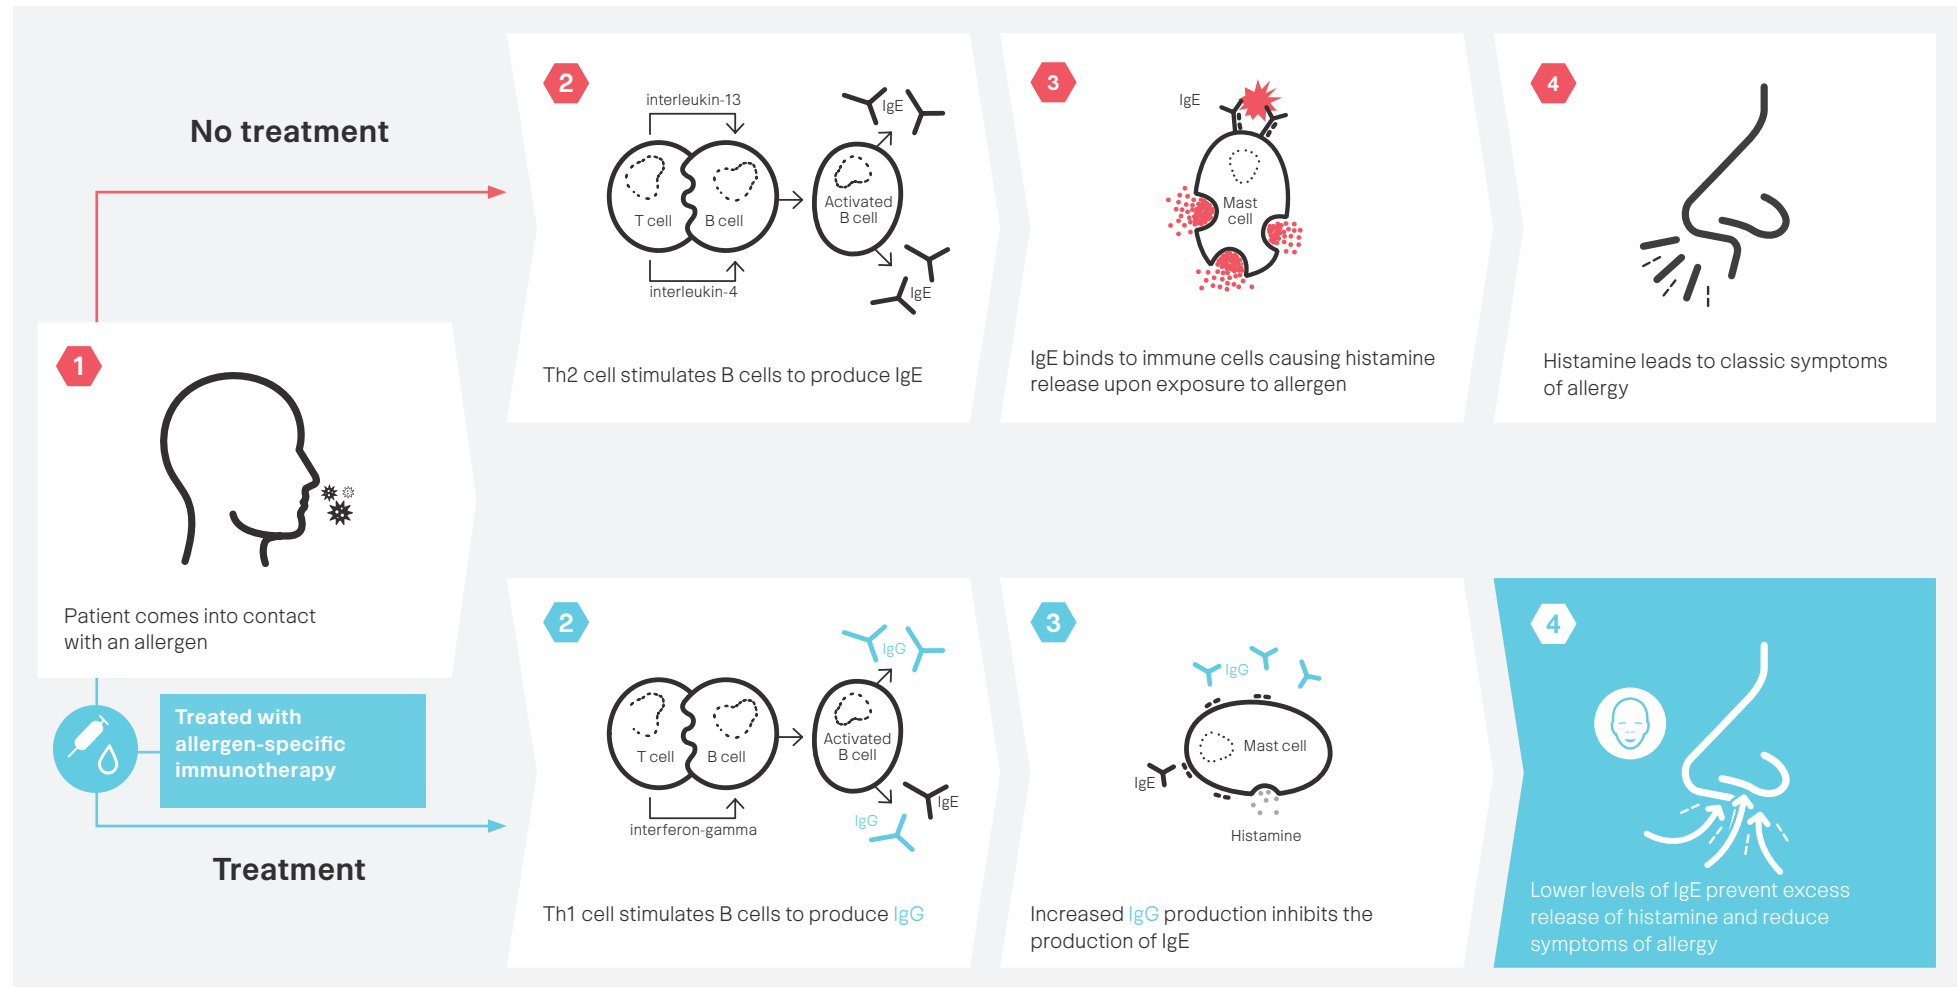 No treatment
1
Patient comes into contact
with an allergen
2
interleukin-13
IgE
T cell
B cell
Activated
B cell
interleukin-4
IgE
Th2 cell stimulates B cells to produce IgE
3
IgE
Mast
cell
IgE binds to immune cells causing histamine
release upon exposure to allergen
4
Histamine leads to classic symptoms
of allergy
Treated with
allergen-specific
immunotherapy
Treatment
2
IgG
T cell
B cell
Activated
B cell
IgE
IgG
interferon-gamma
Th1 cell stimulates B cells to produce IgG
3
IgG
Mast cell
IgE
Histamine
Increased IgG production inhibits the
production of IgE
4
Lower levels of IgE prevent excess
release of histamine and reduce
symptoms of allergy